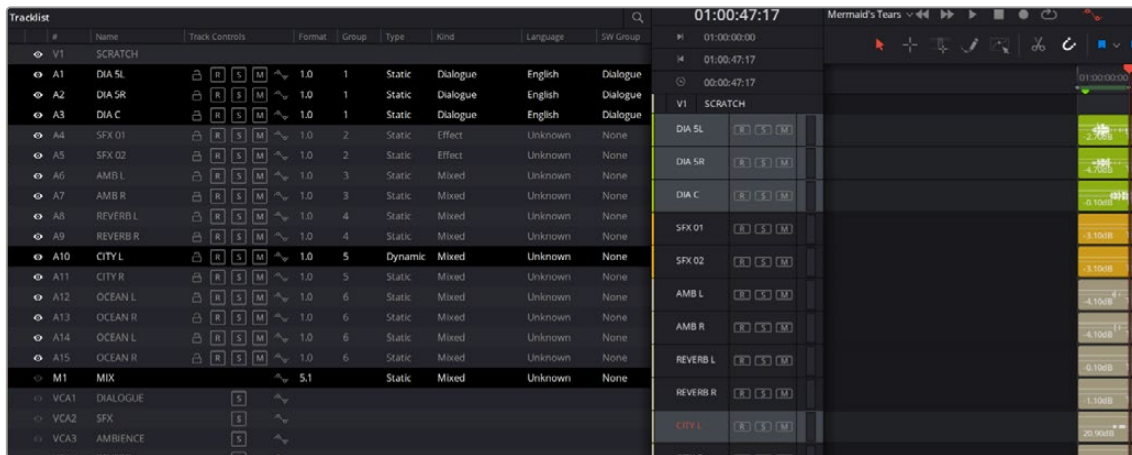 Tracklist
01:00:47:17
Mermaid's Tears
# Name Track Controls Format Group Type Kind Language SW Group
V1 SCRATCH
A1 DIA 5L R S M 1.0 1 Static Dialogue English Dialogue
A2 DIA 5R R S M 1.0 1 Static Dialogue English Dialogue
A3 DIA C R S M 1.0 1 Static Dialogue English Dialogue
A4 SFX 01 R S M 1.0 2 Static Effect Unknown None
A5 SFX 02 R S M 1.0 2 Static Effect Unknown None
A6 AMB L R S M 1.0 3 Static Mixed Unknown None
A7 AMB R R S M 1.0 3 Static Mixed Unknown None
A8 REVERB L R S M 1.0 4 Static Mixed Unknown None
A9 REVERB R R S M 1.0 4 Static Mixed Unknown None
A10 CITY L R S M 1.0 5 Dynamic Mixed Unknown None
A11 CITY R R S M 1.0 5 Static Mixed Unknown None
A12 OCEAN L R S M 1.0 6 Static Mixed Unknown None
A13 OCEAN R R S M 1.0 6 Static Mixed Unknown None
A14 OCEAN L R S M 1.0 6 Static Mixed Unknown None
A15 OCEAN R R S M 1.0 6 Static Mixed Unknown None
M1 MIX 5.1 Static Mixed Unknown None
VCA1 DIALOGUE S
VCA2 SFX S
VCA3 AMBIENCE S
01:00:00:00
01:00:47:17
00:00:47:17
01:00:00:00
V1 SCRATCH
DIA 5L R S M -2.70dB
DIA 5R R S M -4.70dB
DIA C R S M -0.10dB
SFX 01 R S M -3.10dB
SFX 02 R S M -3.10dB
AMB L R S M -4.10dB
AMB R R S M -4.10dB
REVERB L R S M -0.10dB
REVERB R R S M -1.10dB
CITY L R S M 20.90dB